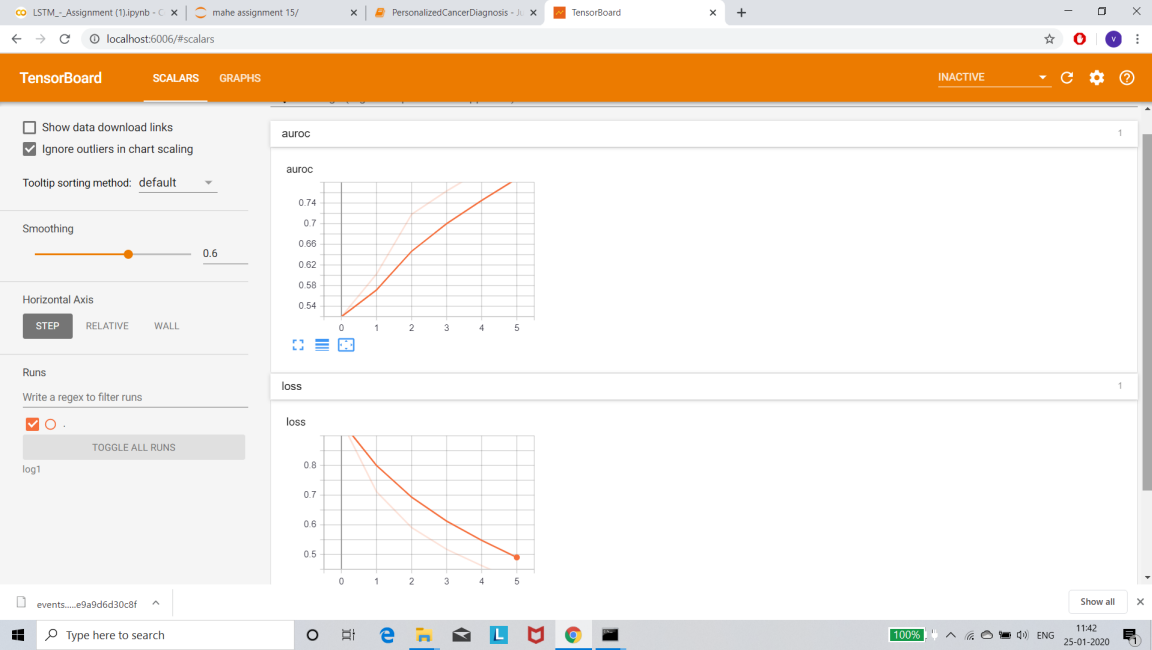 LSTM_-_Assignment (1).ipynb - C
mahe assignment 15/
PersonalizedCancerDiagnosis - Ju
TensorBoard
localhost:6006/#scalars
v
TensorBoard
SCALARS
GRAPHS
INACTIVE
Show data download links
Ignore outliers in chart scaling
Tooltip sorting method: default
Smoothing
0.6
Horizontal Axis
STEP
RELATIVE
WALL
Runs
Write a regex to filter runs
.
TOGGLE ALL RUNS
log1
auroc
1
auroc
0.74
0.7
0.66
0.62
0.58
0.54
0 1 2 3 4 5
loss
1
loss
0.8
0.7
0.6
0.5
0 1 2 3 4 5
events.....e9a9d6d30c8f
Show all
Type here to search
L
100%
ENG
11:42
25-01-2020
1